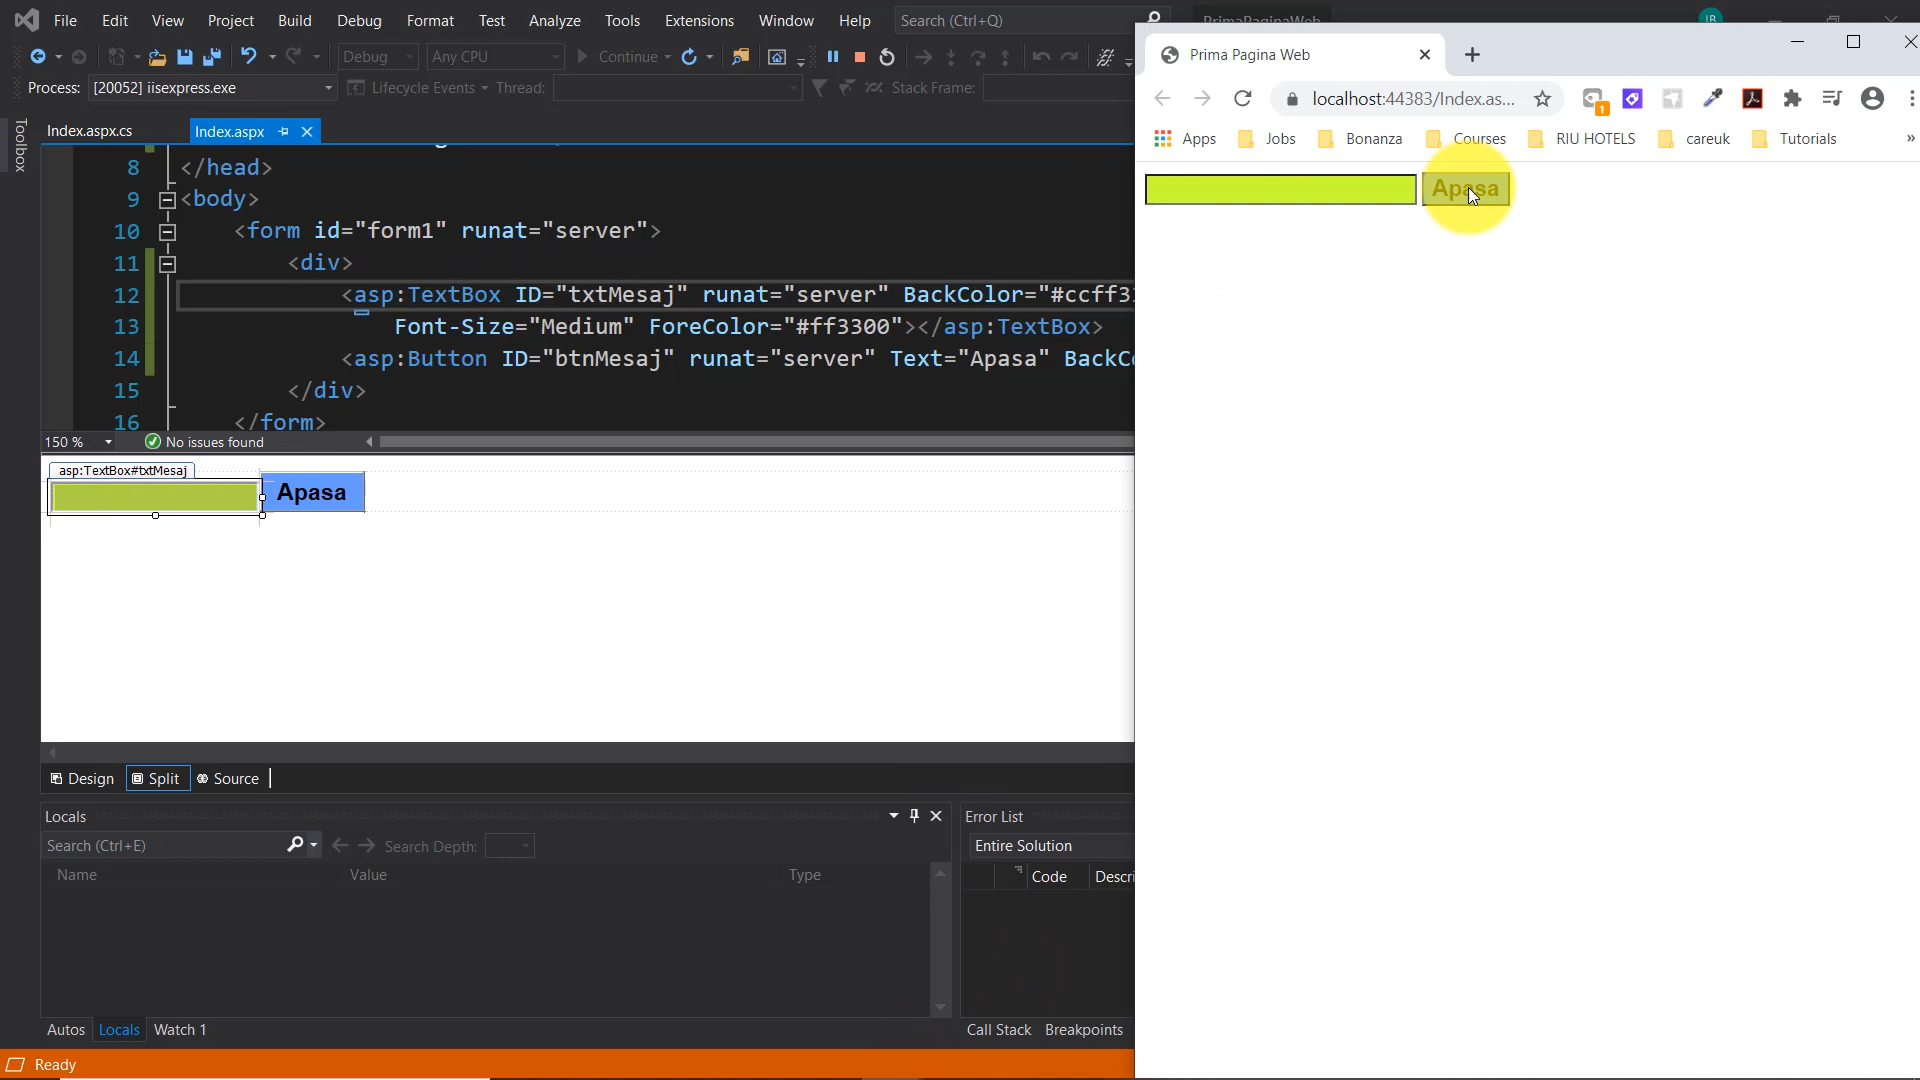 File Edit View Project Build Debug Format Test Analyze Tools Extensions Window Help Search (Ctrl+Q) PrimaPaginaWeb JB
Debug Any CPU Continue
Process: [20052] iisexpress.exe Lifecycle Events Thread: Stack Frame:
Index.aspx.cs Index.aspx
8 </head>
9 <body>
10 <form id="form1" runat="server">
11 <div>
12 <asp:TextBox ID="txtMesaj" runat="server" BackColor="#ccff3
13 Font-Size="Medium" ForeColor="#ff3300"></asp:TextBox>
14 <asp:Button ID="btnMesaj" runat="server" Text="Apasa" BackCo
15 </div>
16 </form>
150 % No issues found
asp:TextBox#txtMesaj
Apasa
Design Split Source
Locals
Search (Ctrl+E) Search Depth:
Name Value Type
Autos Locals Watch 1
Error List
Entire Solution
Code Descri
Call Stack Breakpoints
Ready
Prima Pagina Web
localhost:44383/Index.as... 1
Apps Jobs Bonanza Courses RIU HOTELS careuk Tutorials »
Apasa